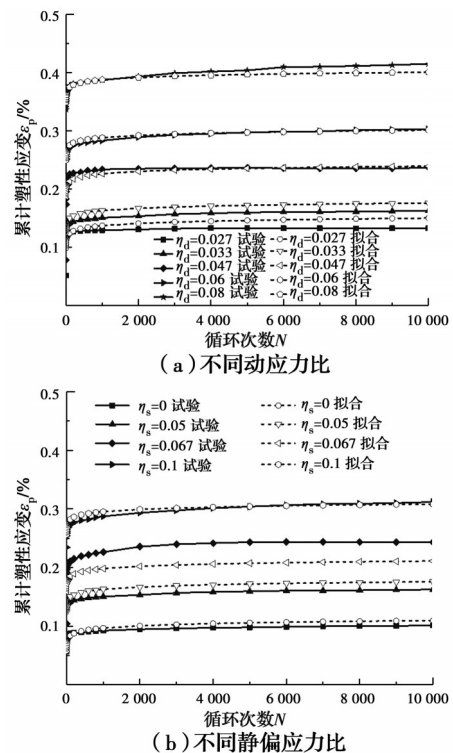 0.5
0.4
0.3
0.2
0.1
累计塑性应变εp/%
ηd=0.027 试验
ηd=0.033 试验
ηd=0.047 试验
ηd=0.06 试验
ηd=0.08 试验
ηd=0.027 拟合
ηd=0.033 拟合
ηd=0.047 拟合
ηd=0.06 拟合
ηd=0.08 拟合
0 2 000 4 000 6 000 8 000 10 000
循环次数N
(a)不同动应力比
0.5
0.4
0.3
0.2
0.1
累计塑性应变εp/%
ηs=0 试验
ηs=0.05 试验
ηs=0.067 试验
ηs=0.1 试验
ηs=0 拟合
ηs=0.05 拟合
ηs=0.067 拟合
ηs=0.1 拟合
0 2 000 4 000 6 000 8 000 10 000
循环次数N
(b)不同静偏应力比